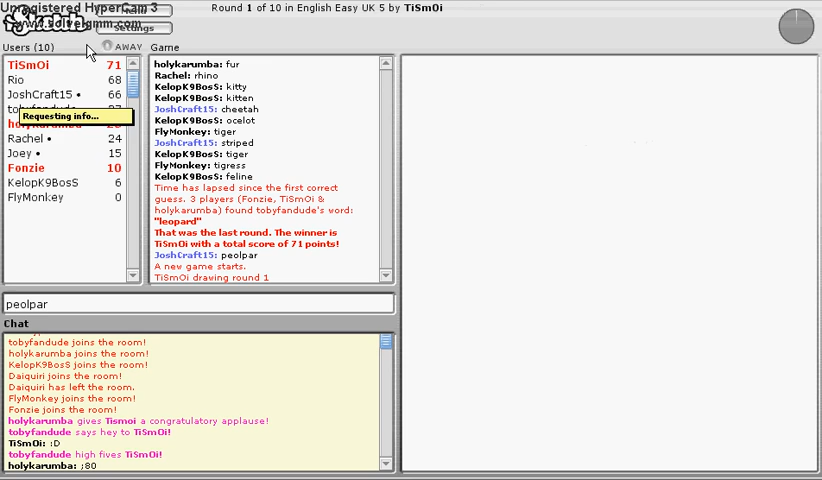 Unregistered HyperCam 3
Round 1 of 10 in English Easy UK 5 by TiSmOi
www.solveigmm.com
Settings
Users (10)
AWAY
Game
TiSmOi 71
Rio 68
JoshCraft15 • 66
tobyfandude
Requesting info...
Rachel • 24
Joey • 15
Fonzie 10
KelopK9BosS 6
FlyMonkey 0
holykarumba: fur
Rachel: rhino
KelopK9BosS: kitty
KelopK9BosS: kitten
JoshCraft15: cheetah
KelopK9BosS: ocelot
FlyMonkey: tiger
JoshCraft15: striped
KelopK9BosS: tiger
FlyMonkey: tigress
KelopK9BosS: feline
Time has lapsed since the first correct
guess. 3 players (Fonzie, TiSmOi &
holykarumba) found tobyfandude's word:
"leopard"
That was the last round. The winner is
TiSmOi with a total score of 71 points!
JoshCraft15: peolpar
A new game starts.
TiSmOi drawing round 1
peolpar
Chat
tobyfandude joins the room!
holykarumba joins the room!
KelopK9BosS joins the room!
Daiquiri joins the room!
Daiquiri has left the room.
FlyMonkey joins the room!
Fonzie joins the room!
holykarumba gives Tismoi a congratulatory applause!
tobyfandude says hey to TiSmOi!
TiSmOi: :D
tobyfandude high fives TiSmOi!
holykarumba: ;80